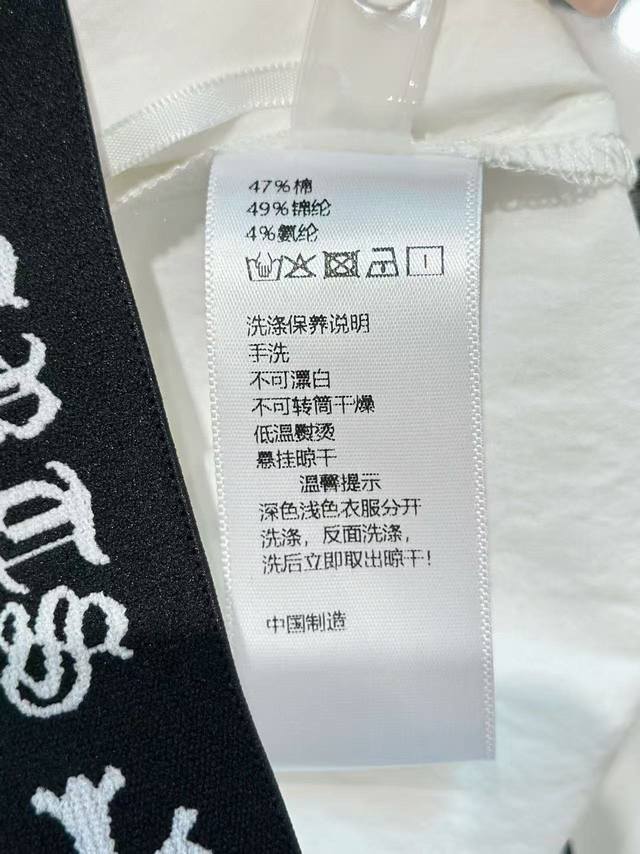 47%棉
49%锦纶
4%氨纶
洗涤保养说明
手洗
不可漂白
不可转筒干燥
低温熨烫
悬挂晾干
温馨提示
深色浅色衣服分开
洗涤，反面洗涤，
洗后立即取出晾干！
中国制造